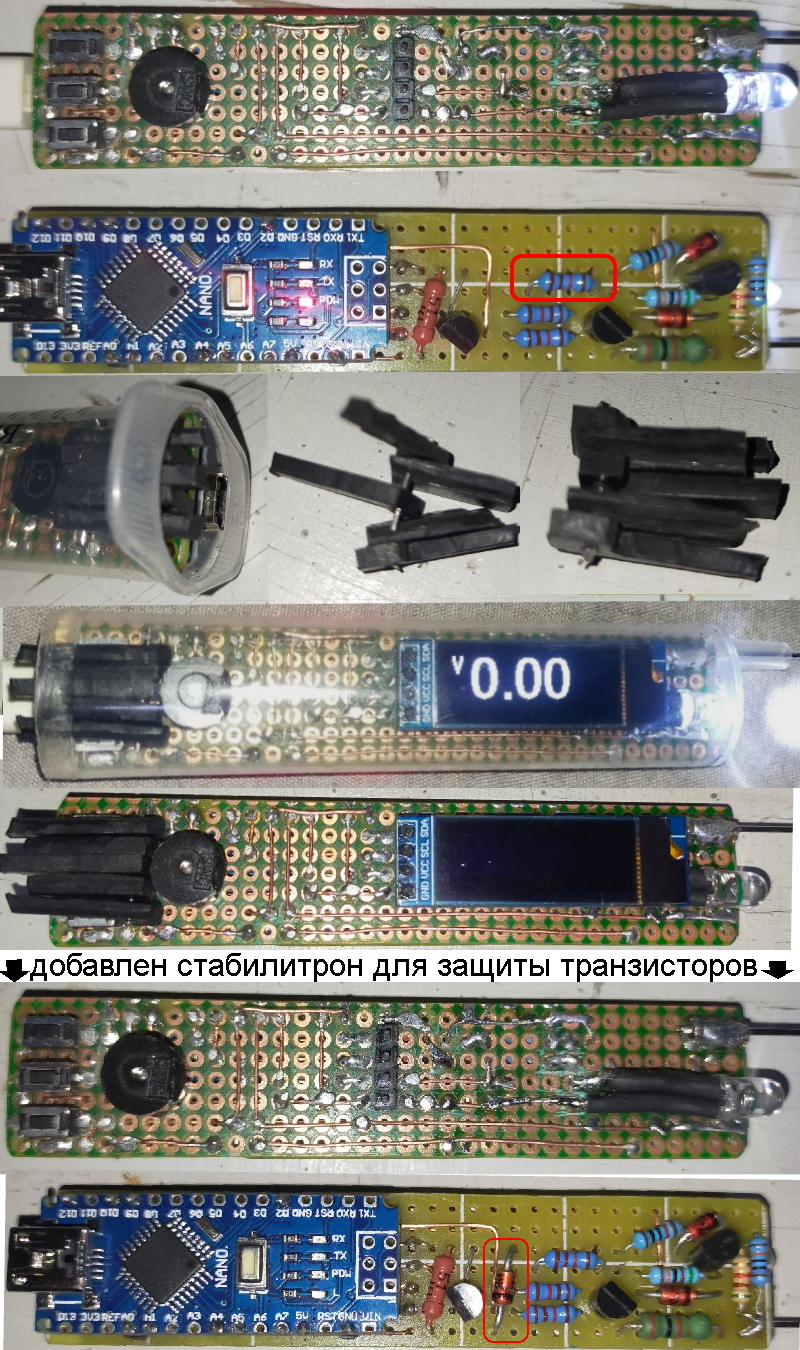 D12 D11 D10 D9 D8 D7 D6 D5 D4 D3 D2 GND RST RX0 TX1
RX
TX
POW
L
NANO
D13 3V3 REF A0 A1 A2 A3 A4 A5 A6 A7 5V RST GND VIN
V 0.00
GND VCC SCL SDA
GND VCC SCL SDA
добавлен стабилитрон для защиты транзисторов
D12 D11 D10 D9 D8 D7 D6 D5 D4 D3 D2 GND RST RX0 TX1
RX
TX
POW
L
NANO.
D13 3V3 REF A0 A1 A2 A3 A4 A5 A6 A7 5V RST GND VIN